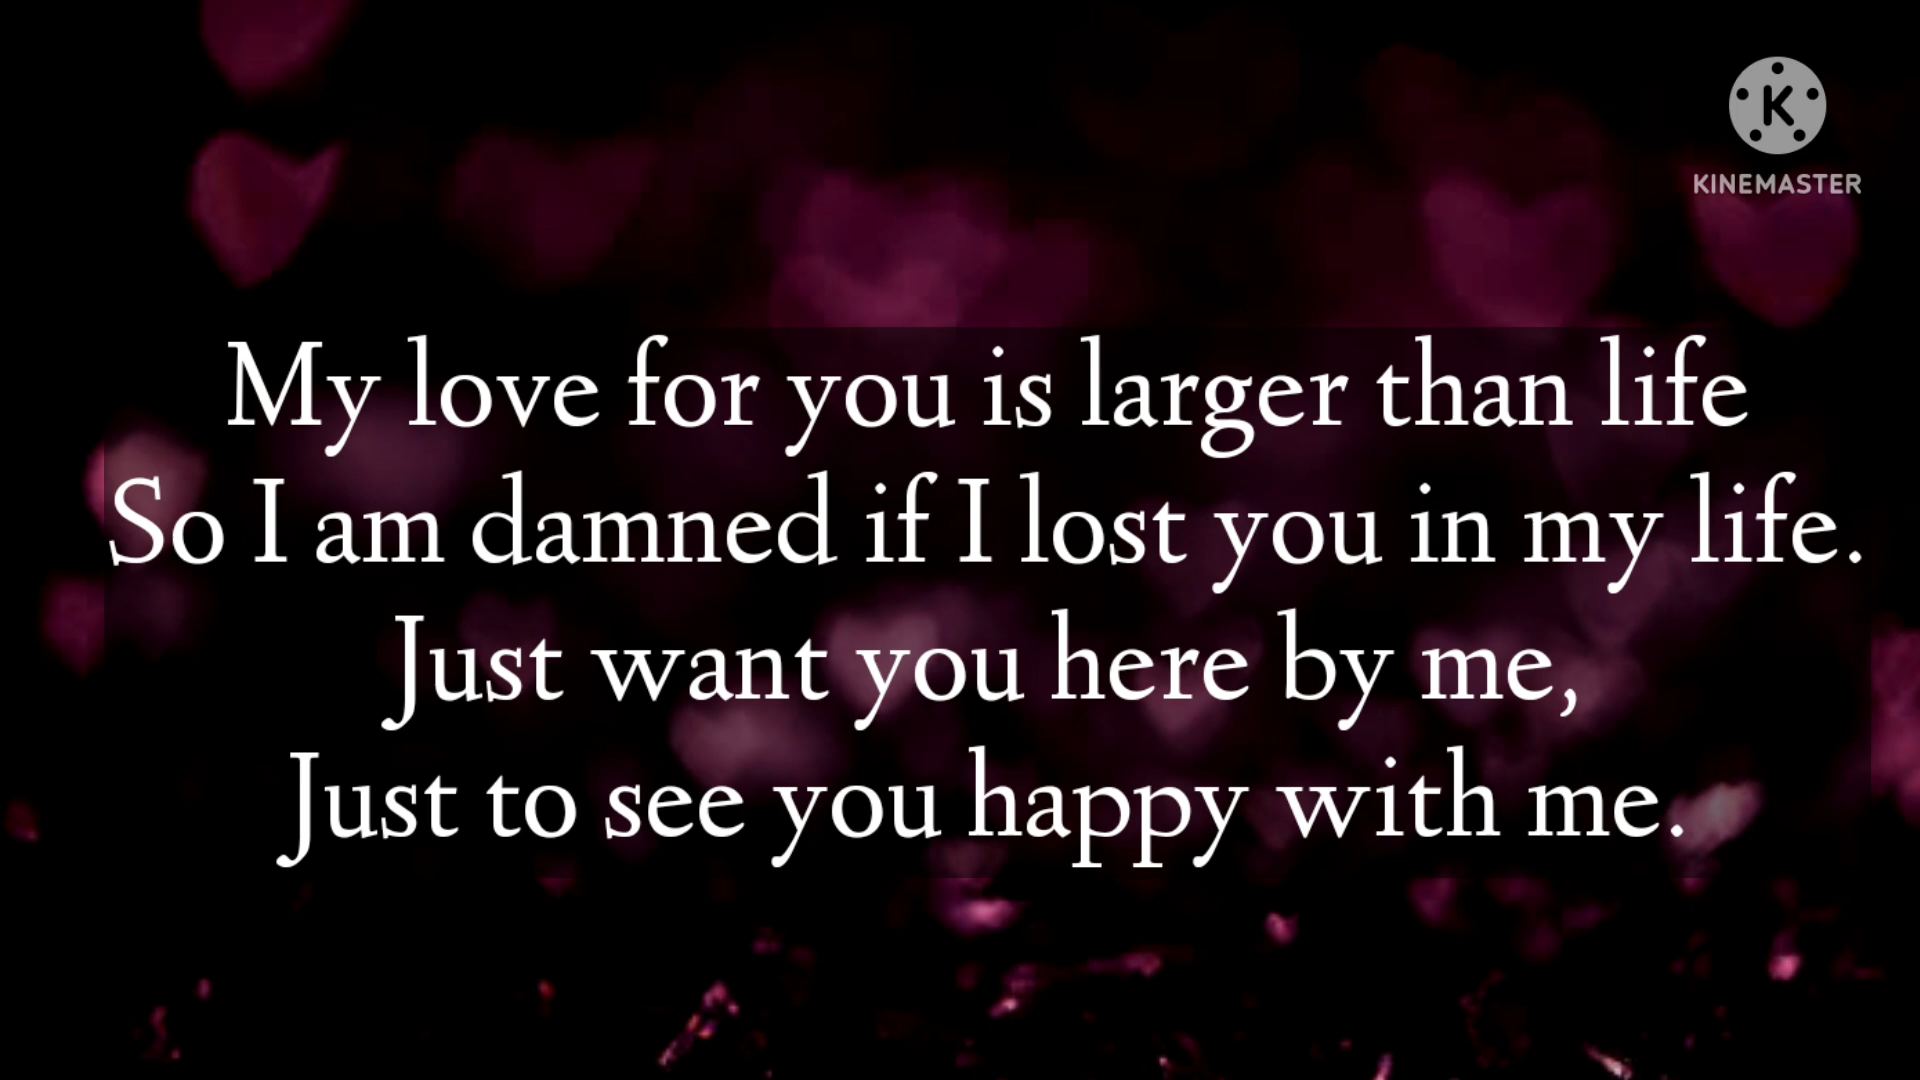 K
KINEMASTER
My love for you is larger than life
So I am damned if I lost you in my life.
Just want you here by me,
Just to see you happy with me.